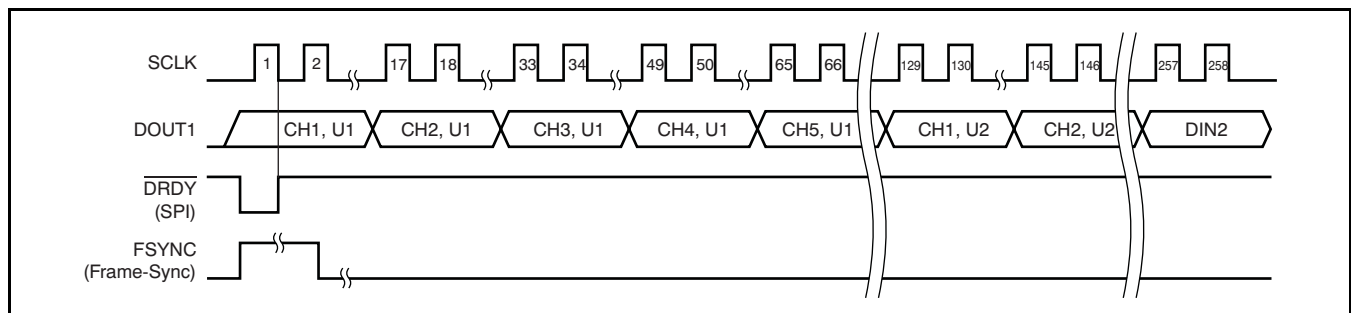 SCLK 1 2 17 18 33 34 49 50 65 66 129 130 145 146 257 258
DOUT1 CH1, U1 CH2, U1 CH3, U1 CH4, U1 CH5, U1 CH1, U2 CH2, U2 DIN2
DRDY
(SPI)
FSYNC
(Frame-Sync)